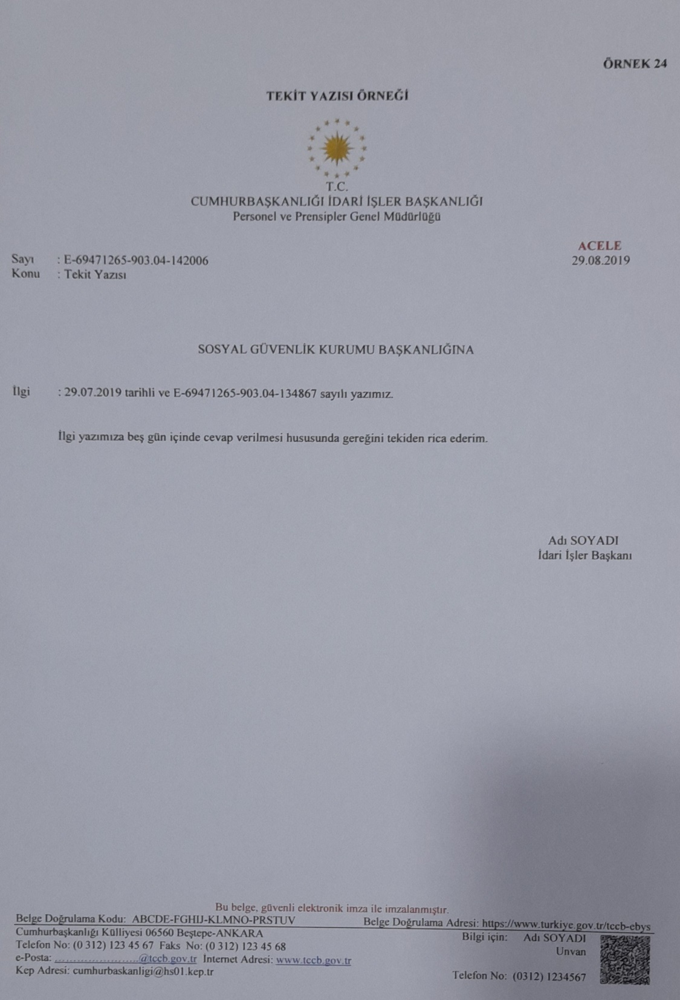 ÖRNEK 24
TEKİT YAZISI ÖRNEĞİ
T.C.
CUMHURBAŞKANLIĞI İDARİ İŞLER BAŞKANLIĞI
Personel ve Prensipler Genel Müdürlüğü
ACELE
Sayı : E-69471265-903.04-142006 29.08.2019
Konu : Tekit Yazısı
SOSYAL GÜVENLİK KURUMU BAŞKANLIĞINA
İlgi : 29.07.2019 tarihli ve E-69471265-903.04-134867 sayılı yazımız.
İlgi yazımıza beş gün içinde cevap verilmesi hususunda gereğini tekiden rica ederim.
Adı SOYADI
İdari İşler Başkanı
Bu belge, güvenli elektronik imza ile imzalanmıştır.
Belge Doğrulama Kodu: ABCDE-FGHIJ-KLMNO-PRSTUV Belge Doğrulama Adresi: https://www.turkiye.gov.tr/tccb-ebys
Cumhurbaşkanlığı Külliyesi 06560 Beştepe-ANKARA Bilgi için: Adı SOYADI
Telefon No: (0 312) 123 45 67 Faks No: (0 312) 123 45 68 Unvan
e-Posta: ........................@tccb.gov.tr İnternet Adresi: www.tccb.gov.tr
Kep Adresi: cumhurbaskanligi@hs01.kep.tr Telefon No: (0312) 1234567